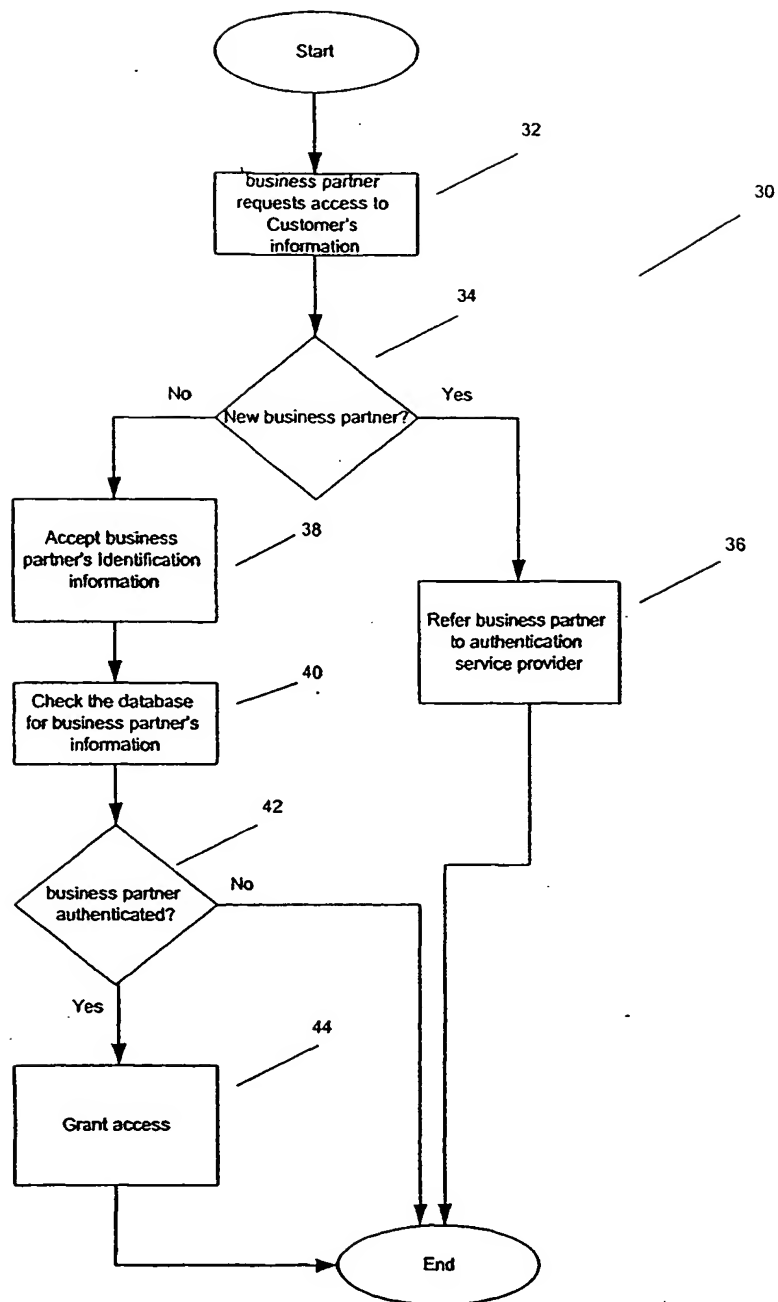 Start
32
business partner
requests access to
Customer's
information
30
34
No
Yes
New business partner?
Accept business
partner's Identification
information
38
36
Refer business partner
to authentication
service provider
40
Check the database
for business partner's
information
42
business partner
authenticated?
No
Yes
44
Grant access
End